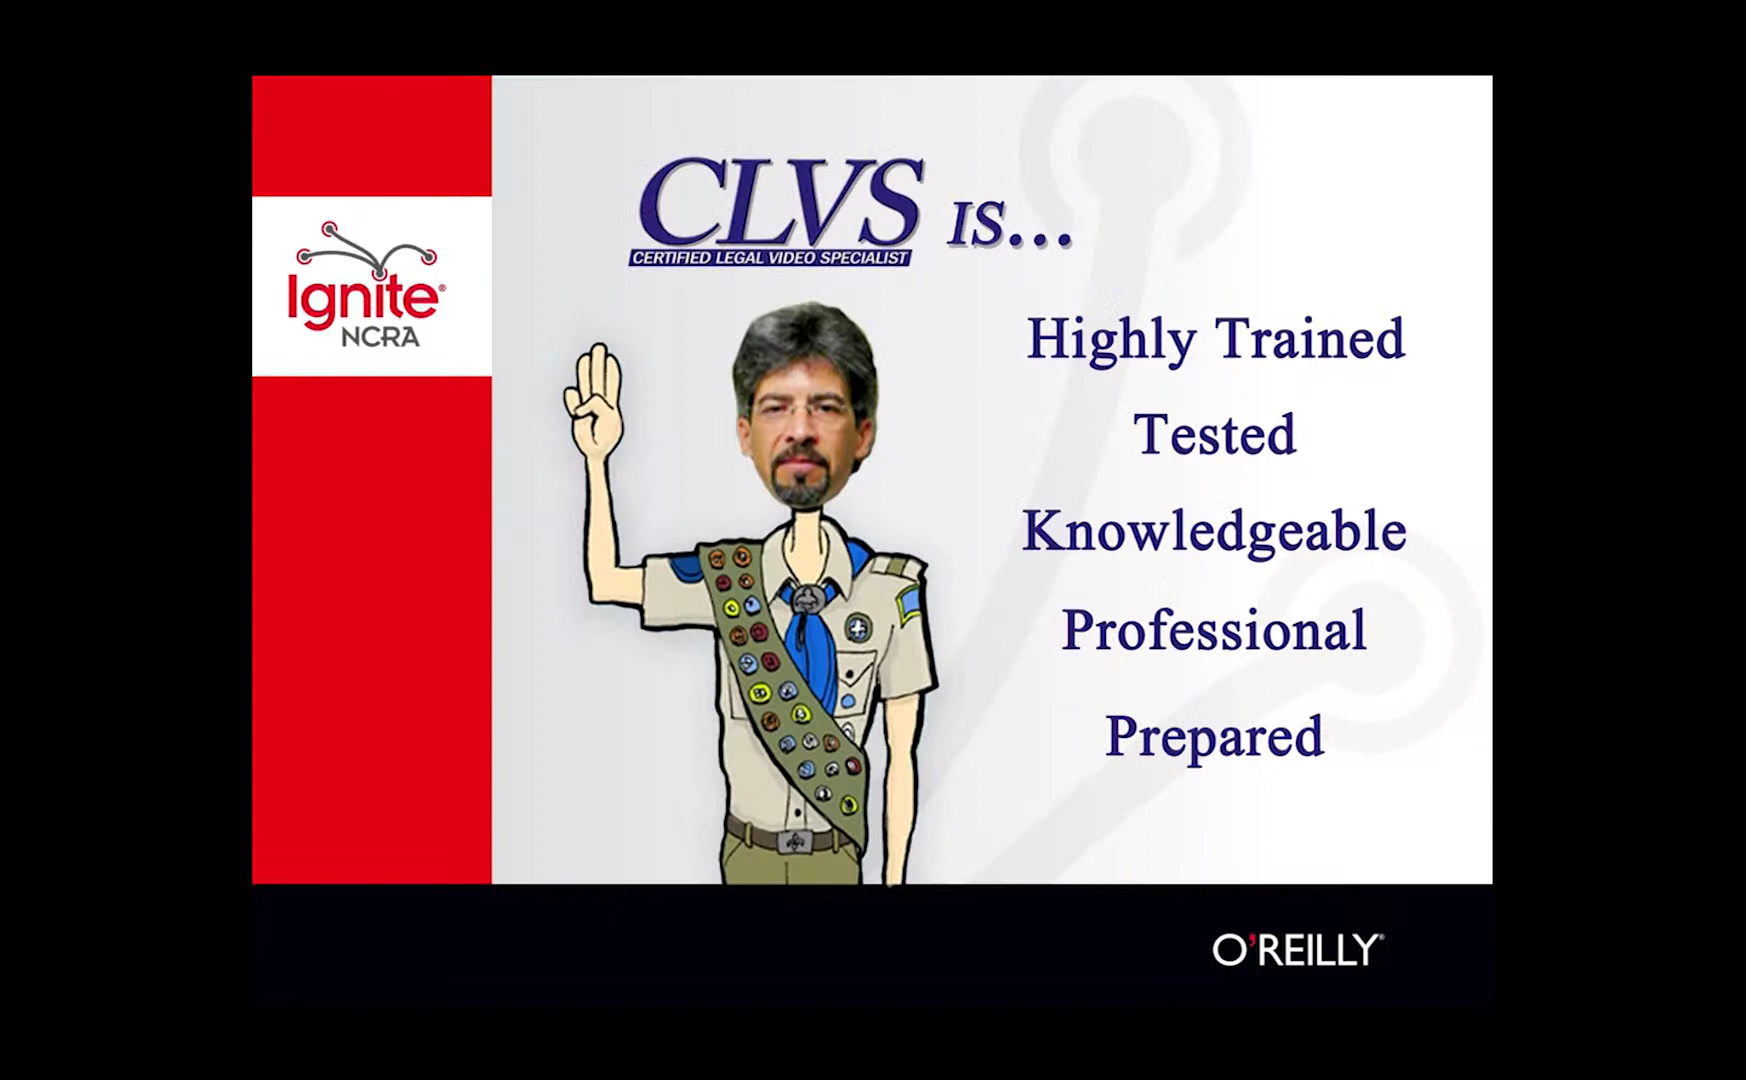 CLVS IS...
CERTIFIED LEGAL VIDEO SPECIALIST
Ignite®
NCRA
Highly Trained
Tested
Knowledgeable
Professional
Prepared
O'REILLY®